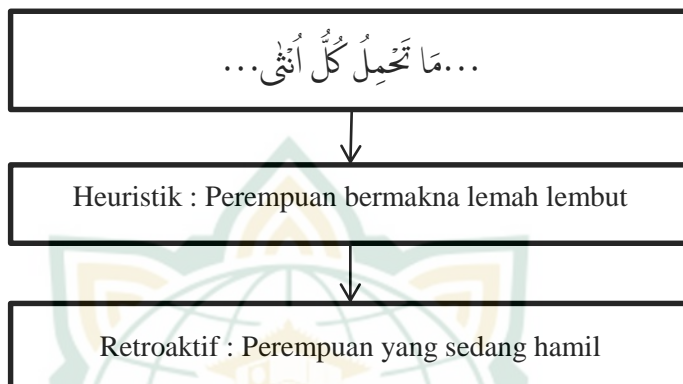 ...مَا تَحْمِلُ كُلُّ اُنْثٰى...
Heuristik : Perempuan bermakna lemah lembut
Retroaktif : Perempuan yang sedang hamil